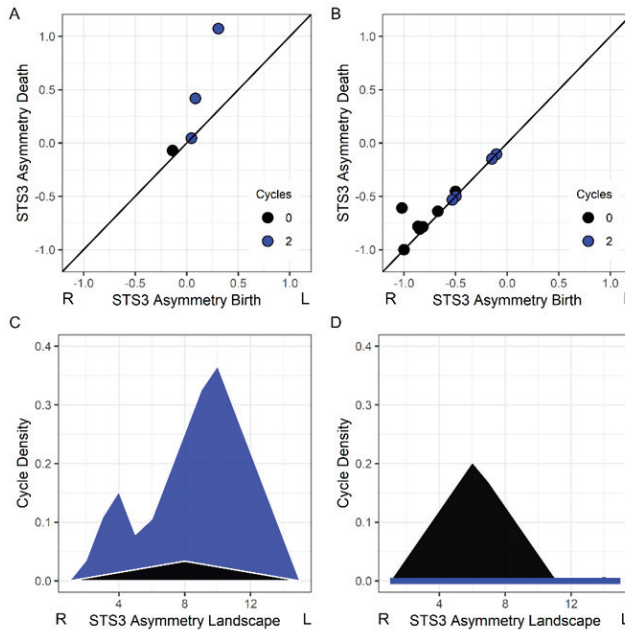 A
B
1.0
0.5
0.0
-0.5
-1.0
STS3 Asymmetry Death
Cycles
0
2
-1.0 -0.5 0.0 0.5 1.0
R STS3 Asymmetry Birth L
1.0
0.5
0.0
-0.5
-1.0
STS3 Asymmetry Death
Cycles
0
2
-1.0 -0.5 0.0 0.5 1.0
R STS3 Asymmetry Birth L
C
D
0.4
0.3
0.2
0.1
0.0
Cycle Density
4 8 12
R STS3 Asymmetry Landscape L
0.4
0.3
0.2
0.1
0.0
Cycle Density
4 8 12
R STS3 Asymmetry Landscape L